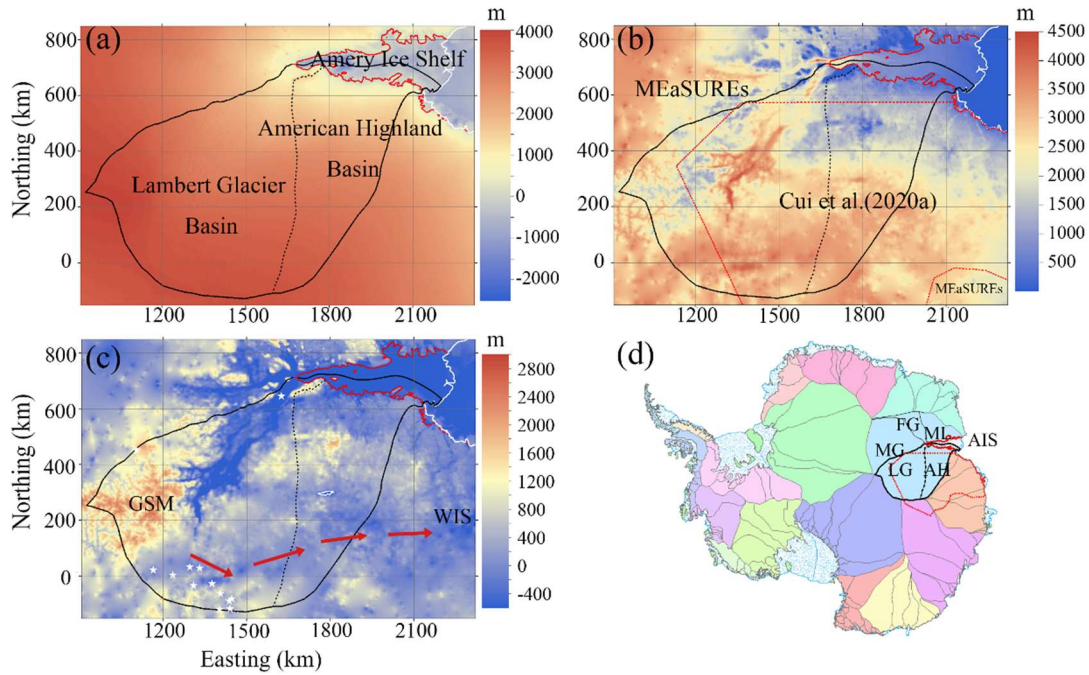 (a)
m
800
600
400
200
0
Northing (km)
Amery Ice Shelf
American Highland
Basin
Lambert Glacier
Basin
4000
3000
2000
1000
0
-1000
-2000
1200
1500
1800
2100
(b)
m
800
600
400
200
0
MEaSUREs
Cui et al.(2020a)
MEaSUREs
4500
4000
3500
3000
2500
2000
1500
1000
500
1200
1500
1800
2100
(c)
m
800
600
400
200
0
Northing (km)
GSM
WIS
2800
2400
2000
1600
1200
800
400
0
-400
1200
1500
1800
2100
Easting (km)
(d)
FG
ML
AIS
MG
LG
AH